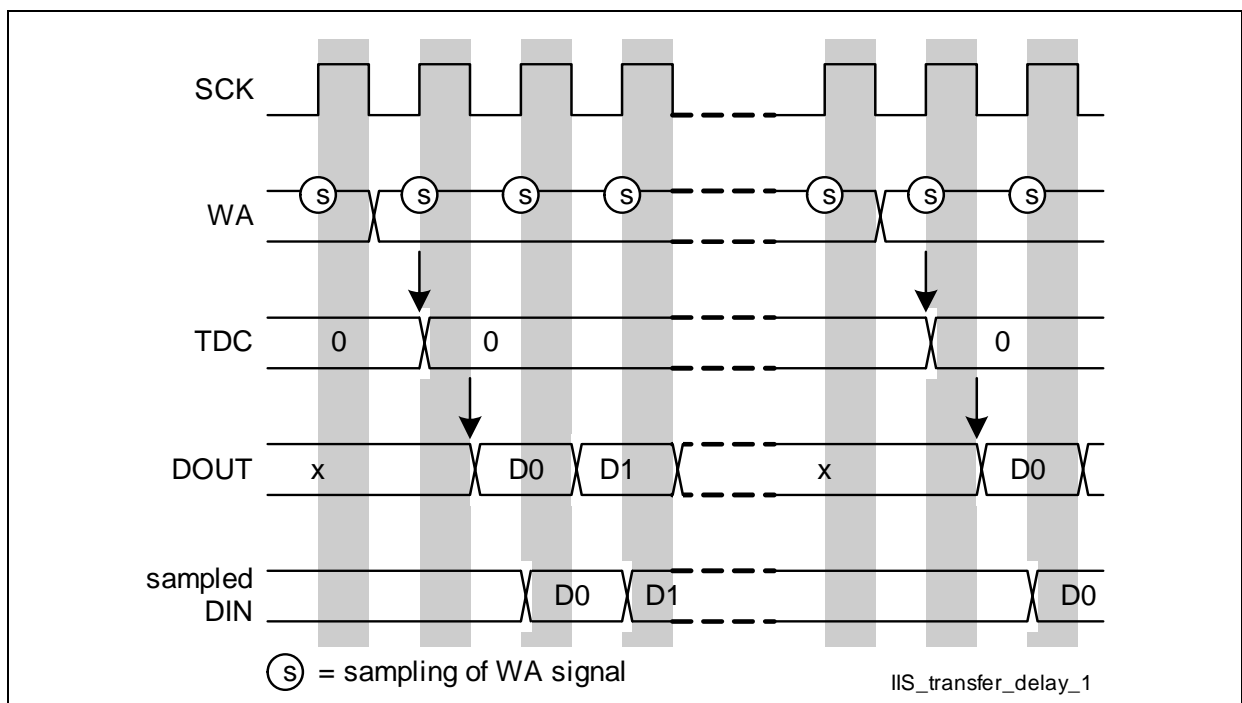 SCK
WA
s s s s s s s
TDC
0 0 0
DOUT
x D0 D1 x D0
sampled
DIN
D0 D1 D0
s = sampling of WA signal
IIS_transfer_delay_1